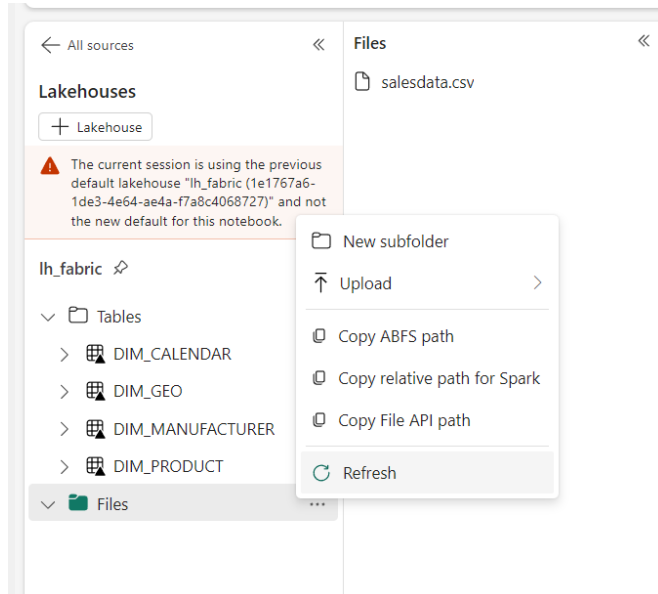 All sources
Lakehouses
Lakehouse
The current session is using the previous
default lakehouse "lh_fabric (1e1767a6-
1de3-4e64-ae4a-f7a8c4068727)" and not
the new default for this notebook.
lh_fabric
Tables
DIM_CALENDAR
DIM_GEO
DIM_MANUFACTURER
DIM_PRODUCT
Files
Files
salesdata.csv
New subfolder
Upload
Copy ABFS path
Copy relative path for Spark
Copy File API path
Refresh